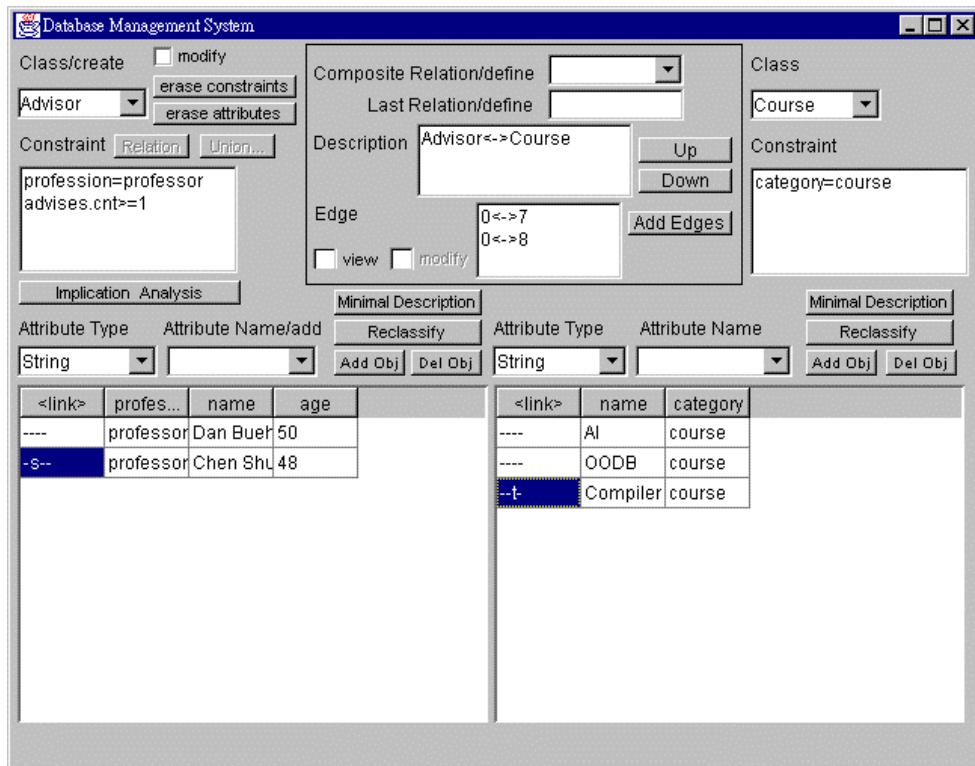 Database Management System
Class/create
modify
Advisor
erase constraints
erase attributes
Constraint
Relation
Union...
profession=professor
advises.cnt>=1
Implication Analysis
Composite Relation/define
Last Relation/define
Description
Advisor<->Course
Up
Down
Edge
0<->7
0<->8
Add Edges
view
modify
Class
Course
Constraint
category=course
Minimal Description
Reclassify
Attribute Type
Attribute Name/add
String
Add Obj
Del Obj
Minimal Description
Reclassify
Attribute Type
Attribute Name
String
Add Obj
Del Obj
<link> profes... name age
---- professor Dan Bueh 50
-s-- professor Chen Shu 48
<link> name category
---- AI course
---- OODB course
--t- Compiler course